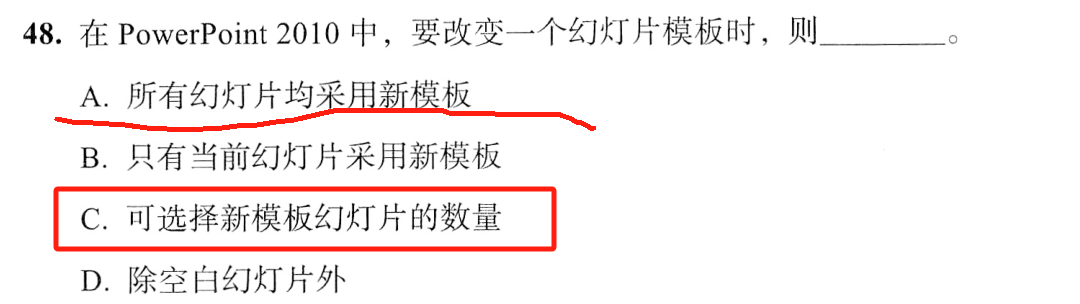 48. 在 PowerPoint 2010 中，要改变一个幻灯片模板时，则________。
A. 所有幻灯片均采用新模板
B. 只有当前幻灯片采用新模板
C. 可选择新模板幻灯片的数量
D. 除空白幻灯片外